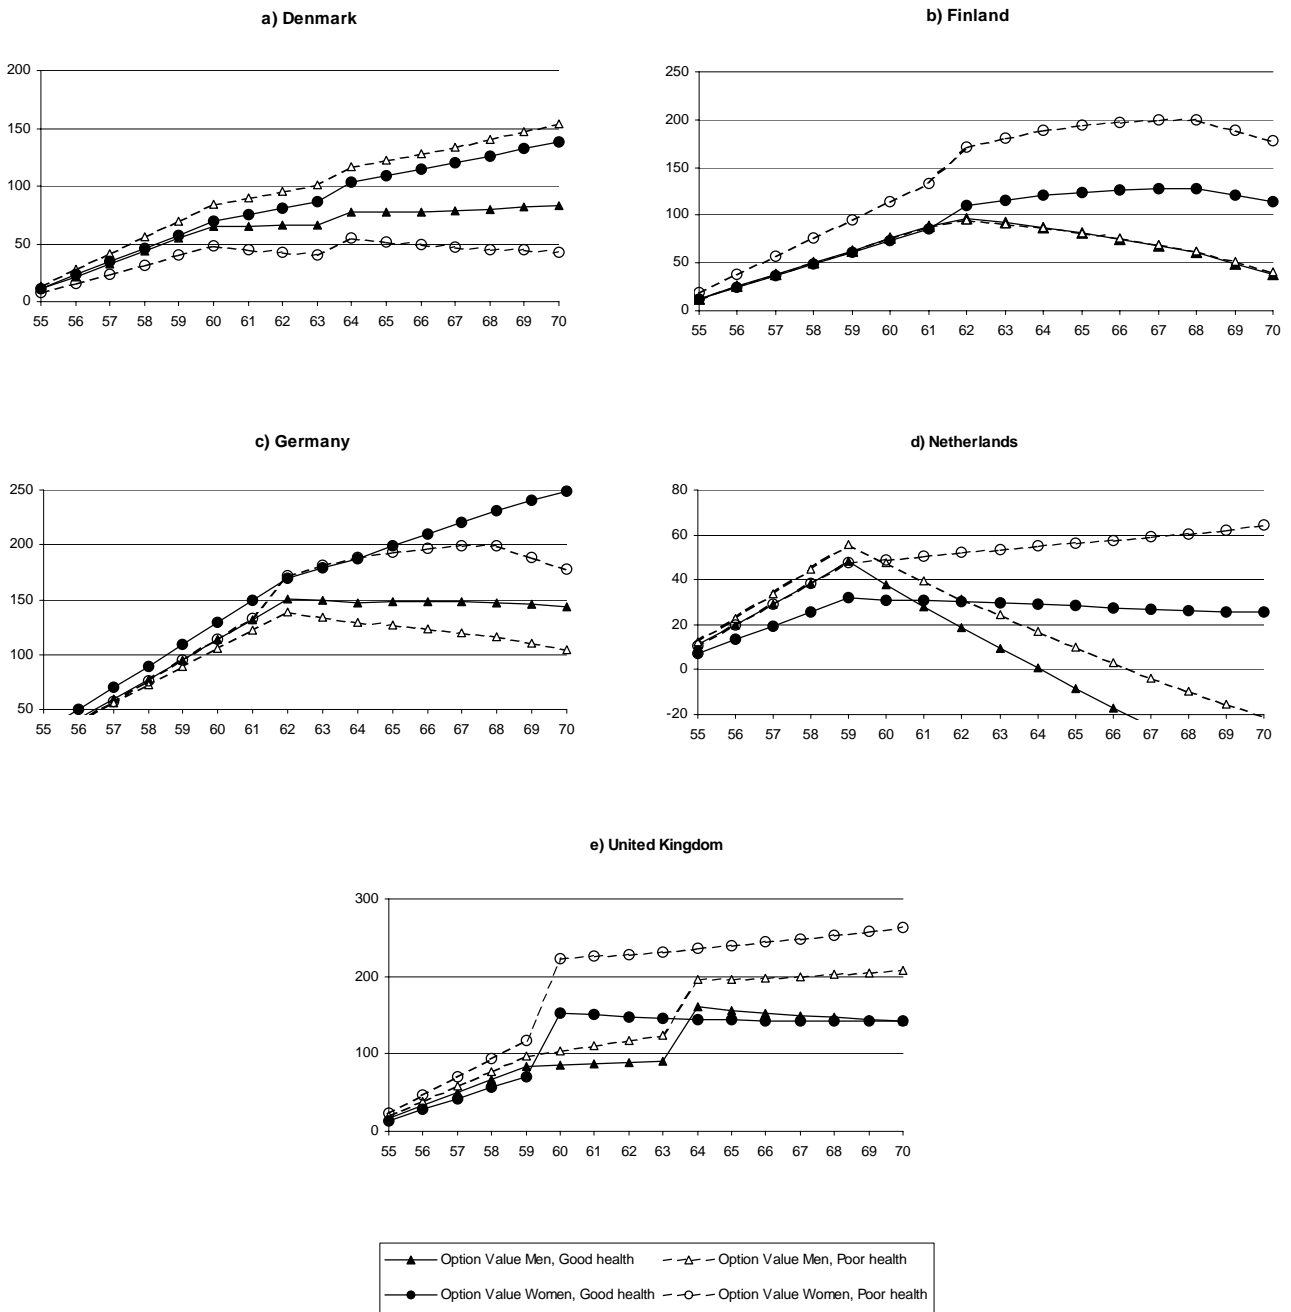 a) Denmark
200
150
100
50
0
55 56 57 58 59 60 61 62 63 64 65 66 67 68 69 70
b) Finland
250
200
150
100
50
0
55 56 57 58 59 60 61 62 63 64 65 66 67 68 69 70
c) Germany
250
200
150
100
50
55 56 57 58 59 60 61 62 63 64 65 66 67 68 69 70
d) Netherlands
80
60
40
20
0
-20
55 56 57 58 59 60 61 62 63 64 65 66 67 68 69 70
e) United Kingdom
300
200
100
0
55 56 57 58 59 60 61 62 63 64 65 66 67 68 69 70
Option Value Men, Good health Option Value Men, Poor health
Option Value Women, Good health Option Value Women, Poor health